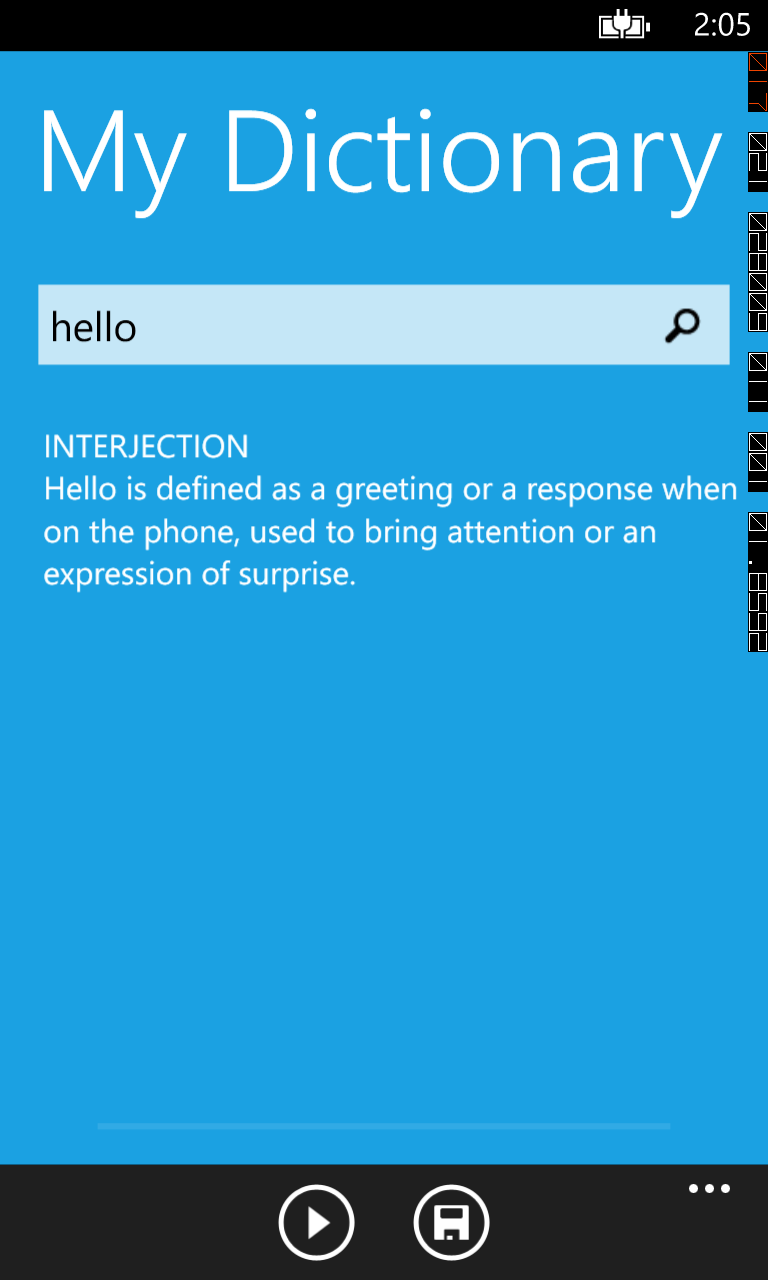 2:05
My Dictionary
hello
INTERJECTION
Hello is defined as a greeting or a response when
on the phone, used to bring attention or an
expression of surprise.